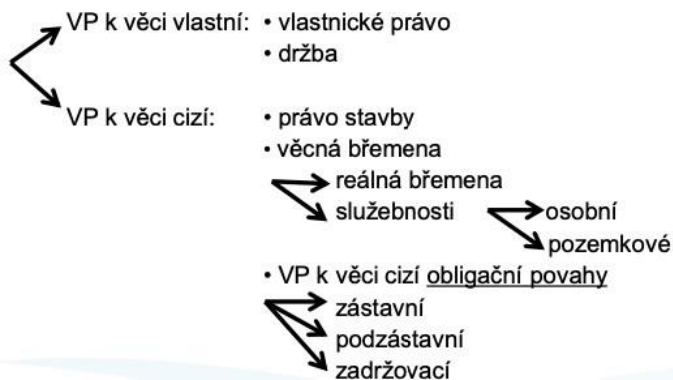 VP k věci vlastní: • vlastnické právo
• držba
VP k věci cizí: • právo stavby
• věcná břemena
reálná břemena
služebnosti osobní
pozemkové
• VP k věci cizí obligační povahy
zástavní
podzástavní
zadržovací